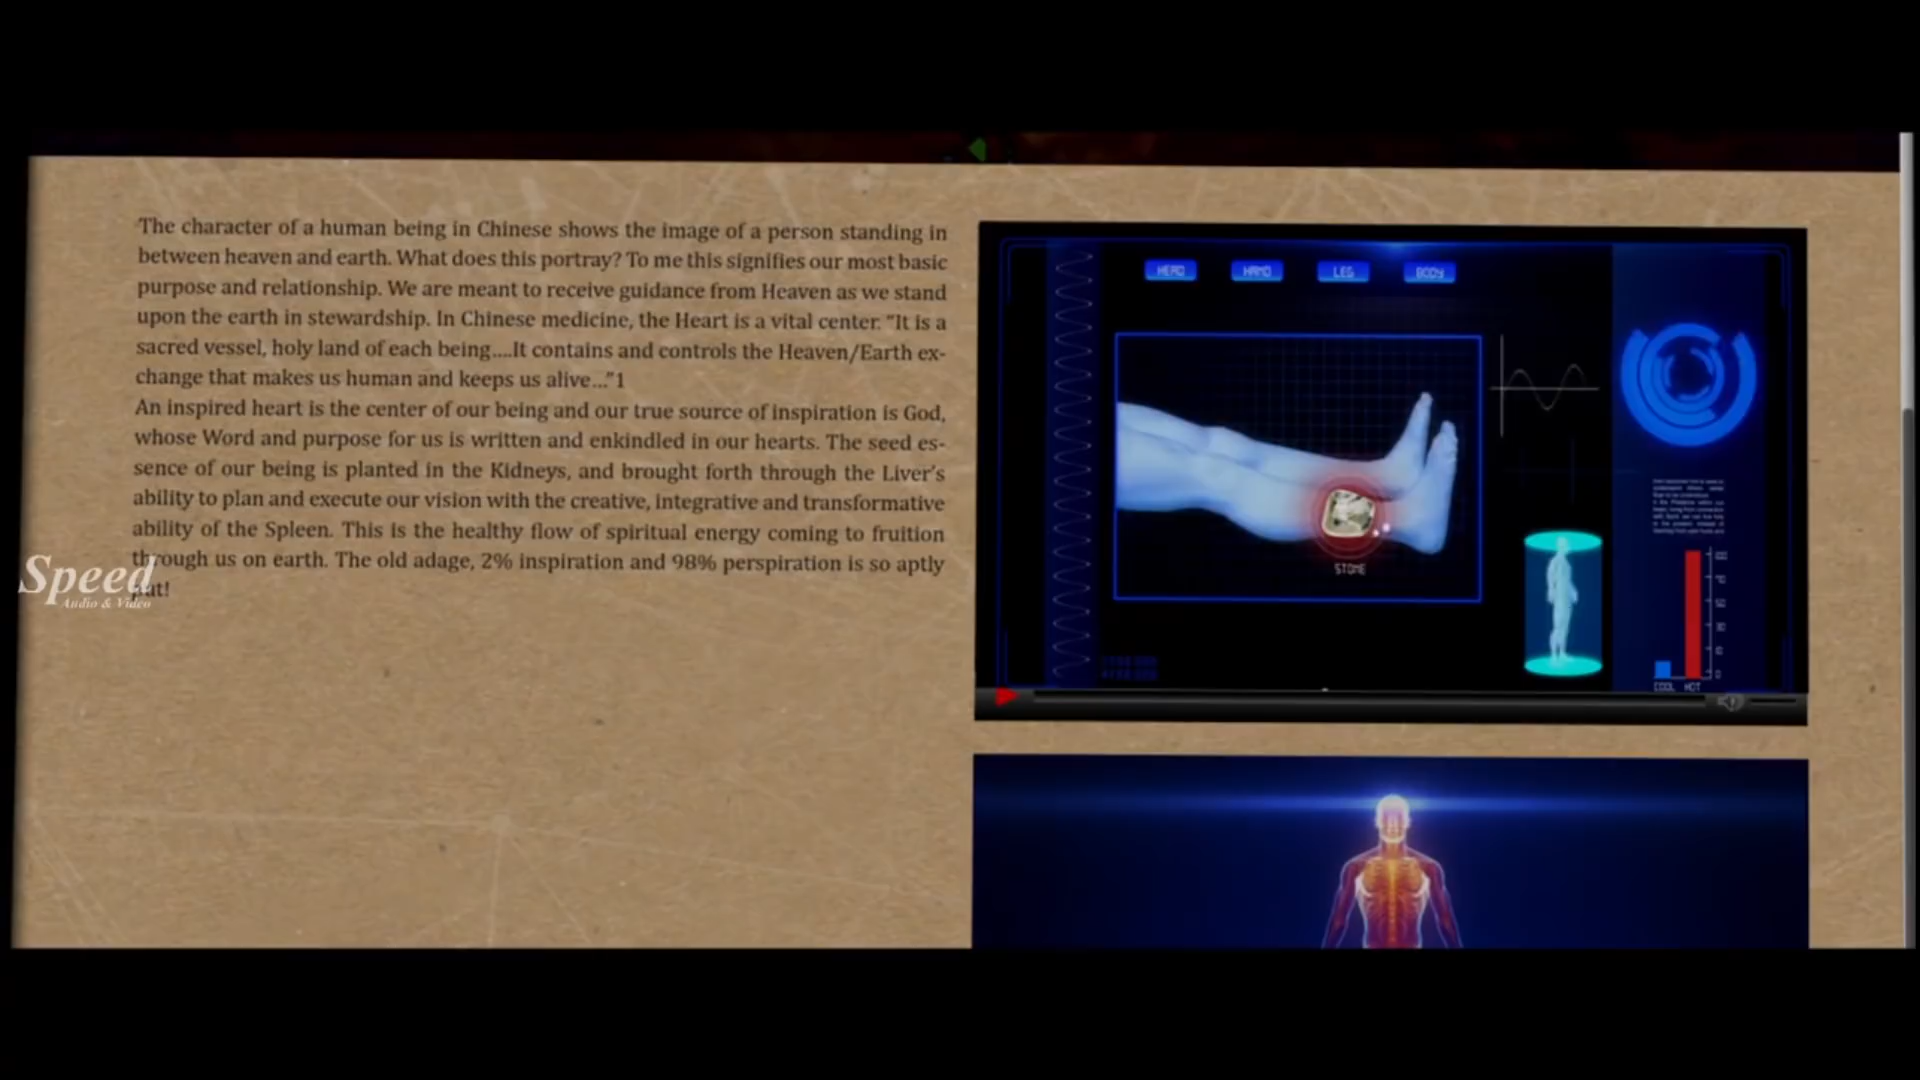 The character of a human being in Chinese shows the image of a person standing in
between heaven and earth. What does this portray? To me this signifies our most basic
purpose and relationship. We are meant to receive guidance from Heaven as we stand
upon the earth in stewardship. In Chinese medicine, the Heart is a vital center. “It is a
sacred vessel, holy land of each being....It contains and controls the Heaven/Earth ex-
change that makes us human and keeps us alive...”1
An inspired heart is the center of our being and our true source of inspiration is God,
whose Word and purpose for us is written and enkindled in our hearts. The seed es-
sence of our being is planted in the Kidneys, and brought forth through the Liver’s
ability to plan and execute our vision with the creative, integrative and transformative
ability of the Spleen. This is the healthy flow of spiritual energy coming to fruition
through us on earth. The old adage, 2% inspiration and 98% perspiration is so aptly
put!
Speed
Audio & Video
HEAD HAND LEG BODY
STONE
COOL HOT